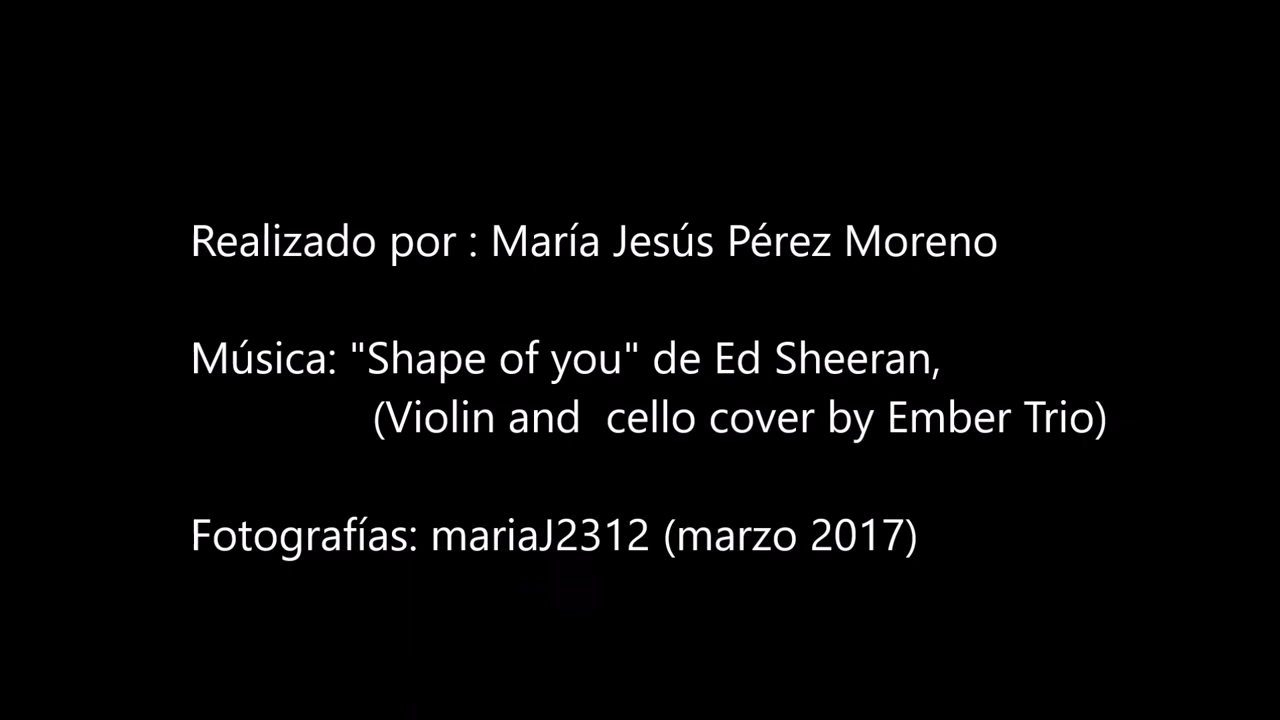 Realizado por : María Jesús Pérez Moreno
Música: "Shape of you" de Ed Sheeran,
(Violin and  cello cover by Ember Trio)
Fotografías: mariaJ2312 (marzo 2017)